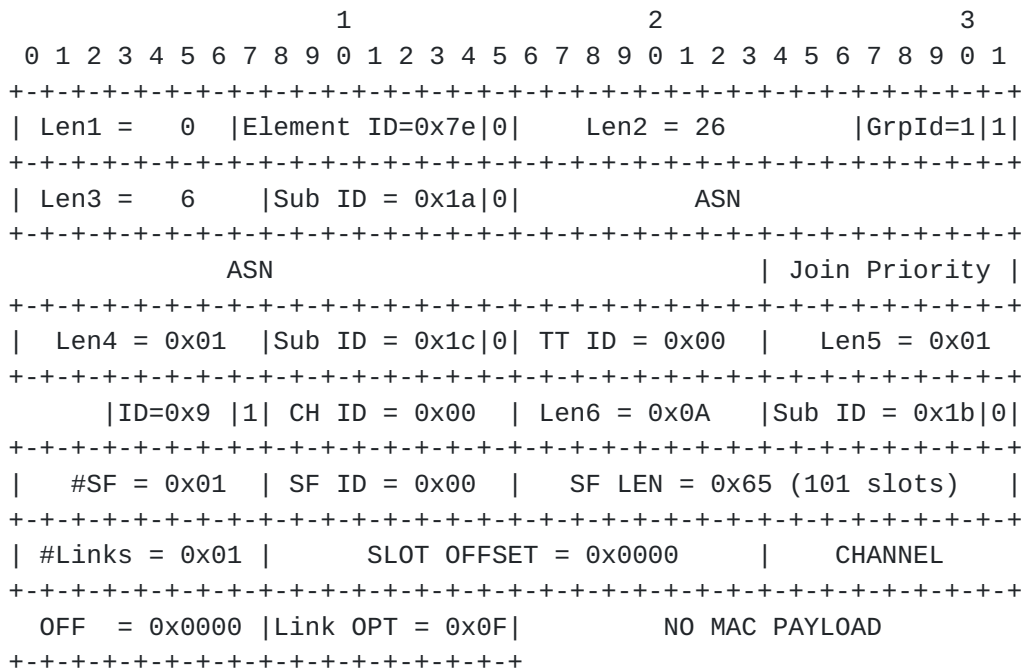 1                   2                   3
 0 1 2 3 4 5 6 7 8 9 0 1 2 3 4 5 6 7 8 9 0 1 2 3 4 5 6 7 8 9 0 1
+-+-+-+-+-+-+-+-+-+-+-+-+-+-+-+-+-+-+-+-+-+-+-+-+-+-+-+-+-+-+-+-+
| Len1 =   0  |Element ID=0x7e|0|    Len2 = 26        |GrpId=1|1|
+-+-+-+-+-+-+-+-+-+-+-+-+-+-+-+-+-+-+-+-+-+-+-+-+-+-+-+-+-+-+-+-+
| Len3 =   6    |Sub ID = 0x1a|0|           ASN
+-+-+-+-+-+-+-+-+-+-+-+-+-+-+-+-+-+-+-+-+-+-+-+-+-+-+-+-+-+-+-+-+
              ASN                               | Join Priority |
+-+-+-+-+-+-+-+-+-+-+-+-+-+-+-+-+-+-+-+-+-+-+-+-+-+-+-+-+-+-+-+-+
|  Len4 = 0x01  |Sub ID = 0x1c|0| TT ID = 0x00  |   Len5 = 0x01
+-+-+-+-+-+-+-+-+-+-+-+-+-+-+-+-+-+-+-+-+-+-+-+-+-+-+-+-+-+-+-+-+
      |ID=0x9 |1| CH ID = 0x00  | Len6 = 0x0A   |Sub ID = 0x1b|0|
+-+-+-+-+-+-+-+-+-+-+-+-+-+-+-+-+-+-+-+-+-+-+-+-+-+-+-+-+-+-+-+-+
|   #SF = 0x01  | SF ID = 0x00  |   SF LEN = 0x65 (101 slots)   |
+-+-+-+-+-+-+-+-+-+-+-+-+-+-+-+-+-+-+-+-+-+-+-+-+-+-+-+-+-+-+-+-+
| #Links = 0x01 |      SLOT OFFSET = 0x0000     |    CHANNEL
+-+-+-+-+-+-+-+-+-+-+-+-+-+-+-+-+-+-+-+-+-+-+-+-+-+-+-+-+-+-+-+-+
  OFF  = 0x0000 |Link OPT = 0x0F|         NO MAC PAYLOAD
+-+-+-+-+-+-+-+-+-+-+-+-+-+-+-+-+